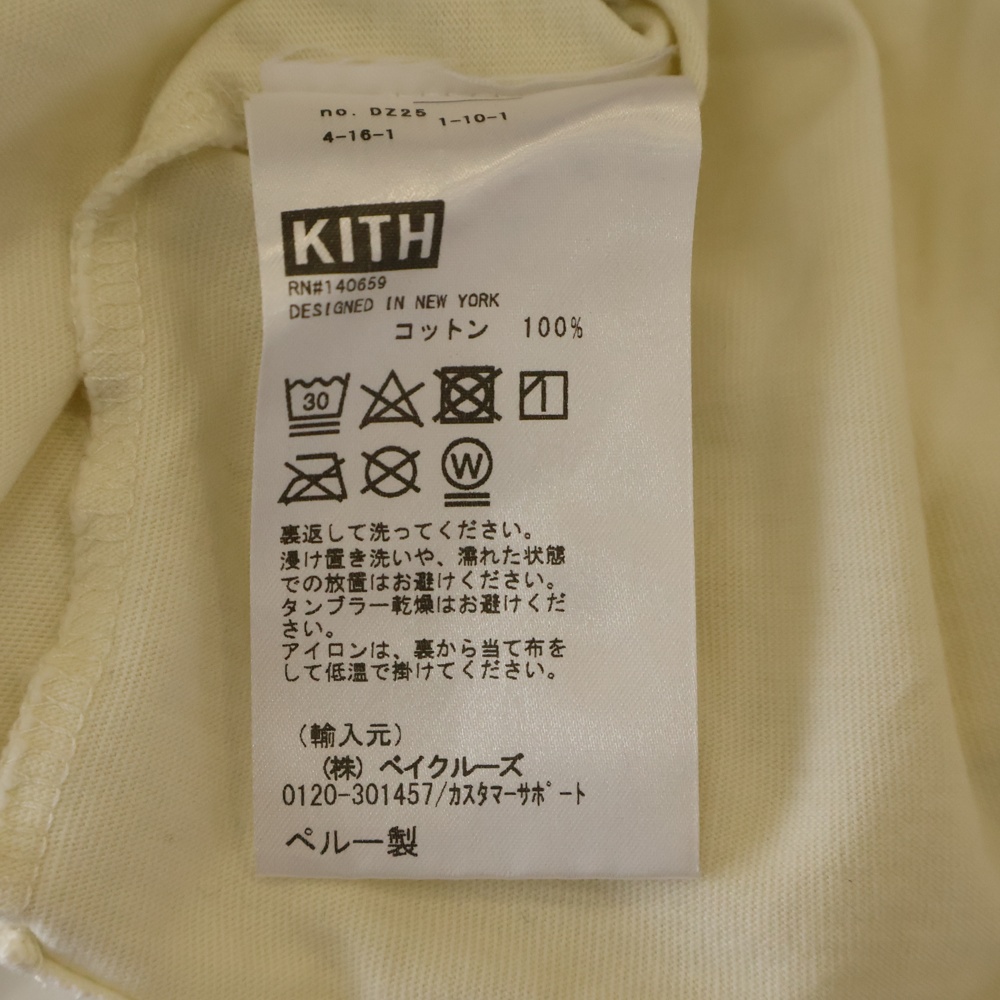 no. DZ25 1-10-1
4-16-1
KITH
RN#140659
DESIGNED IN NEW YORK
コットン 100%
30
W
裏返して洗ってください。
浸け置き洗いや、濡れた状態
での放置はお避けください。
タンブラー乾燥はお避けくだ
さい。
アイロンは、裏から当て布を
して低温で掛けてください。
(輸入元)
(株) ベイクルーズ
0120-301457/カスタマーサポート
ペルー製